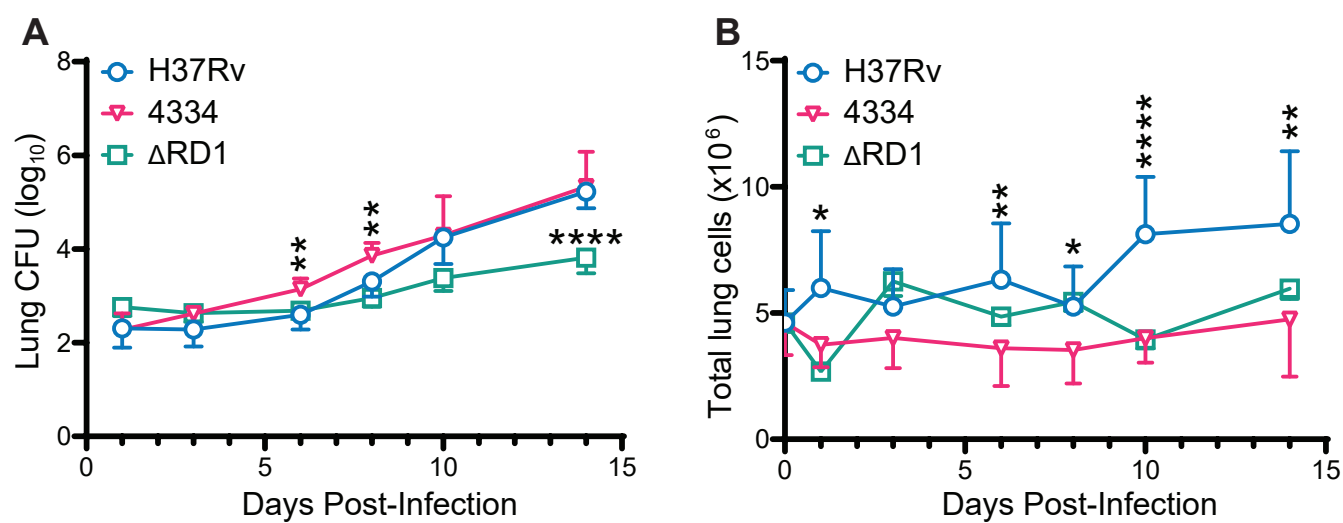 A
H37Rv
4334
ΔRD1
Lung CFU (log10)
8
6
4
2
0
**
**
****
0 5 10 15
Days Post-Infection
B
H37Rv
4334
ΔRD1
Total lung cells (x10⁶)
15
10
5
0
*
**
*
****
**
0 5 10 15
Days Post-Infection